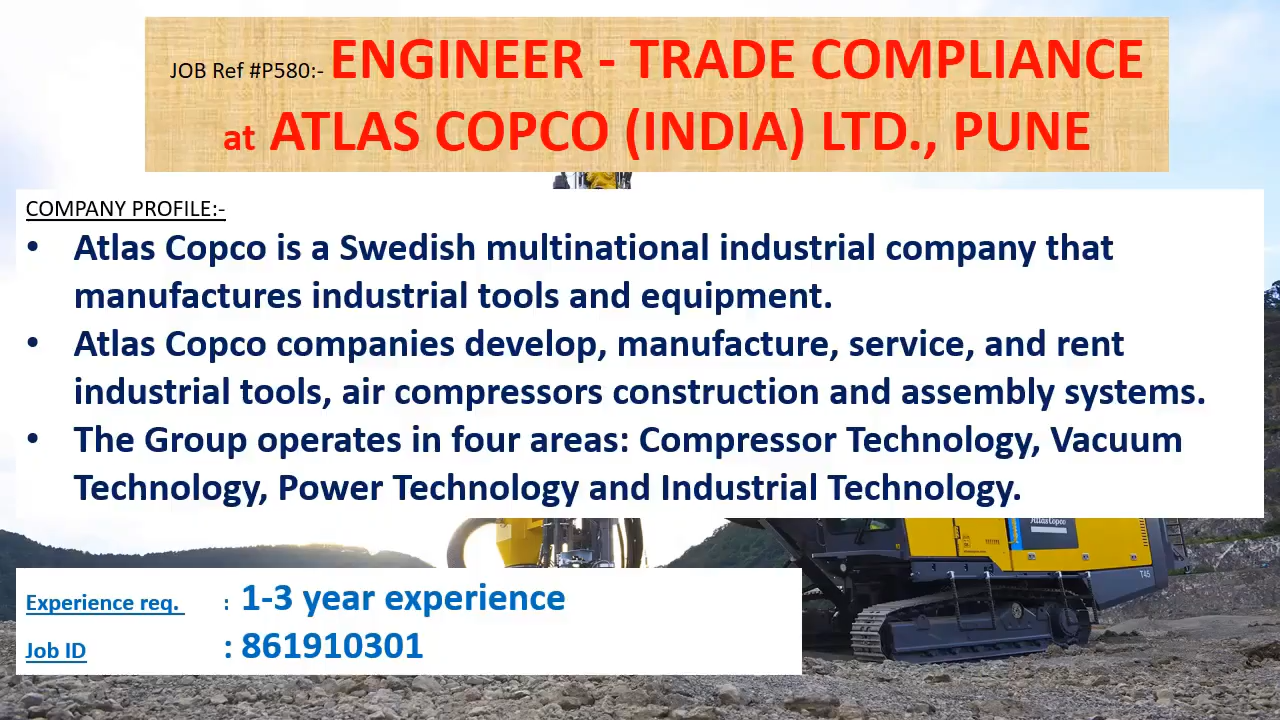 JOB Ref #P580:- ENGINEER - TRADE COMPLIANCE
at ATLAS COPCO (INDIA) LTD., PUNE
COMPANY PROFILE:-
• Atlas Copco is a Swedish multinational industrial company that
manufactures industrial tools and equipment.
• Atlas Copco companies develop, manufacture, service, and rent
industrial tools, air compressors construction and assembly systems.
• The Group operates in four areas: Compressor Technology, Vacuum
Technology, Power Technology and Industrial Technology.
Atlas Copco
T45
Experience req. : 1-3 year experience
Job ID : 861910301